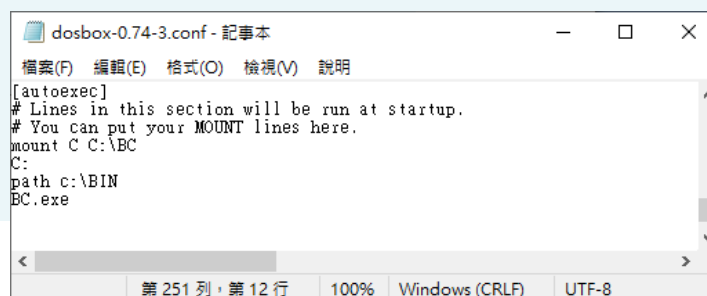 dosbox-0.74-3.conf - 記事本
檔案(F) 編輯(E) 格式(O) 檢視(V) 說明
[autoexec]
# Lines in this section will be run at startup.
# You can put your MOUNT lines here.
mount C C:\BC
C:
path c:\BIN
BC.exe
第 251 列，第 12 行 100% Windows (CRLF) UTF-8